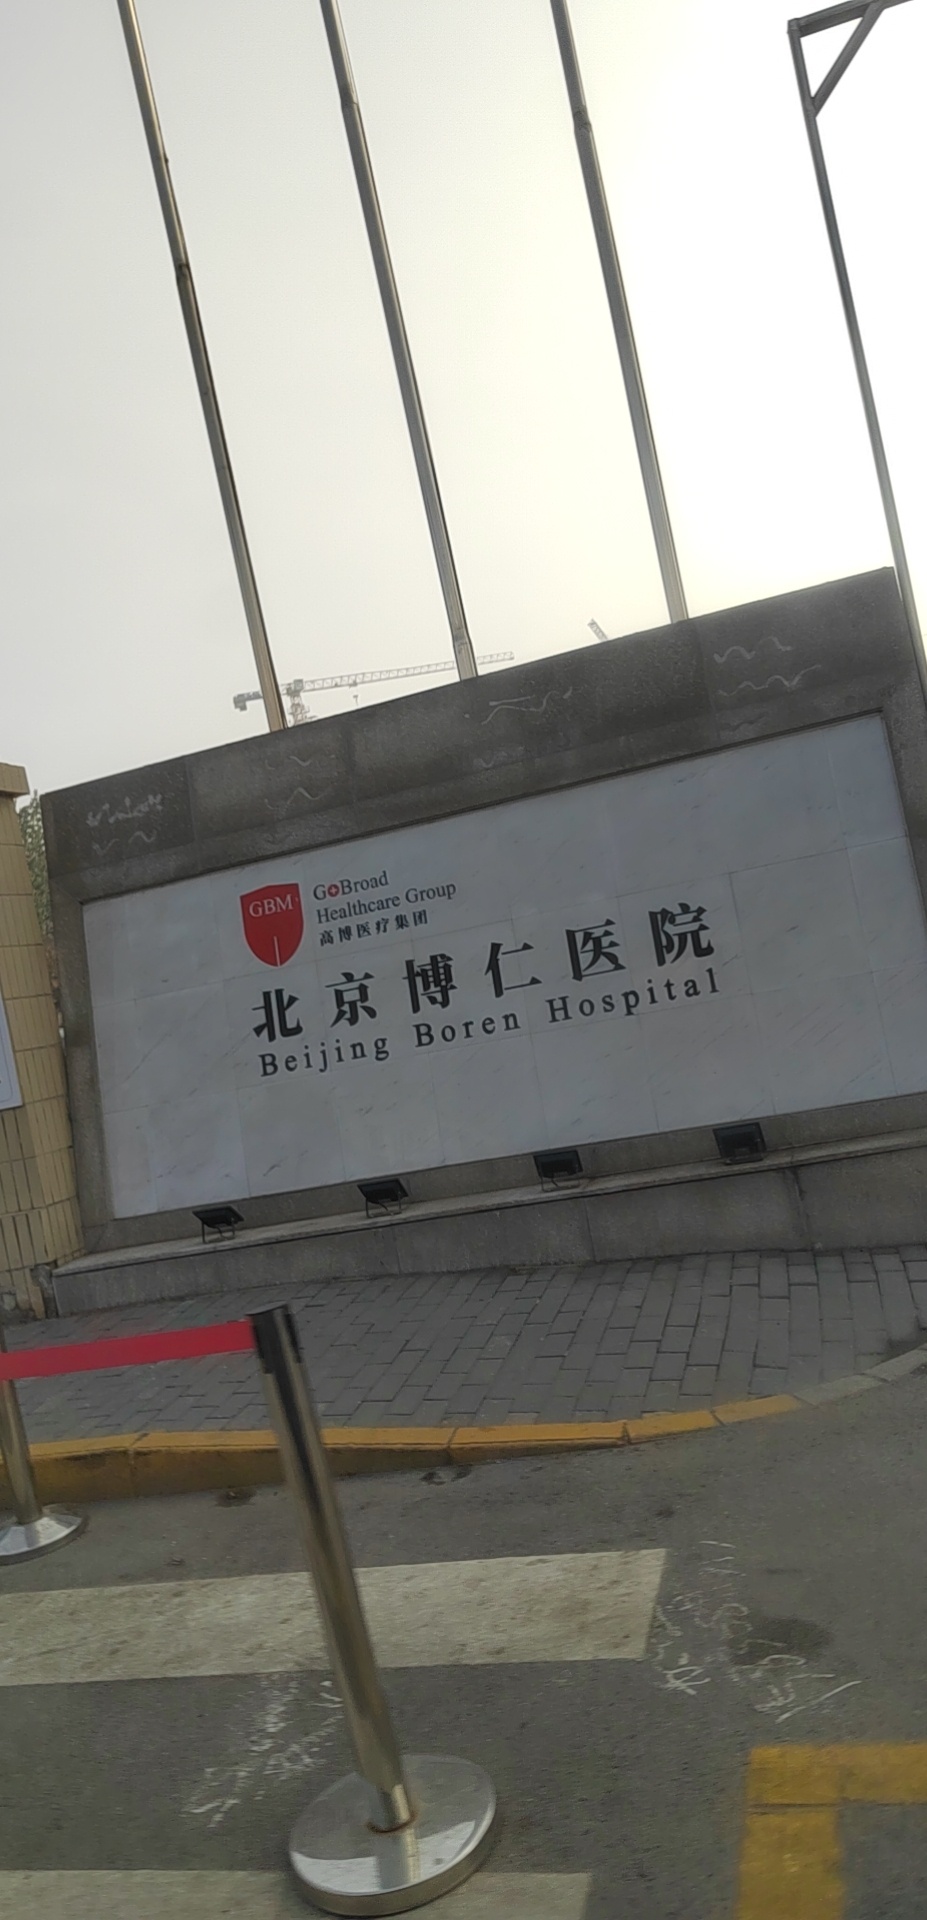 GBM
GoBroad
Healthcare Group
高博医疗集团
北京博仁医院
Beijing Boren Hospital